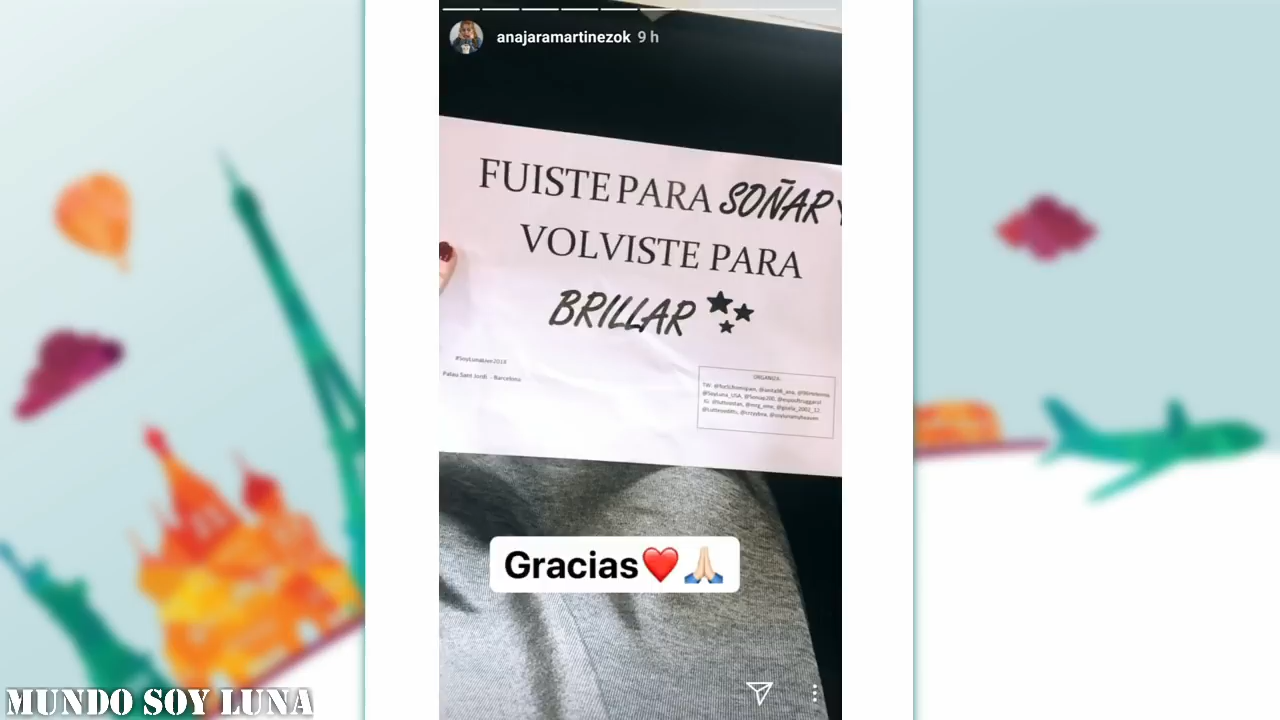 anajaramartinezok 9 h
FUISTE PARA SOÑAR Y
VOLVISTE PARA
BRILLAR
#SoyLunaLive2018
Palau Sant Jordi - Barcelona
ORGANIZA:
Gracias❤️🙏🏻
MUNDO SOY LUNA